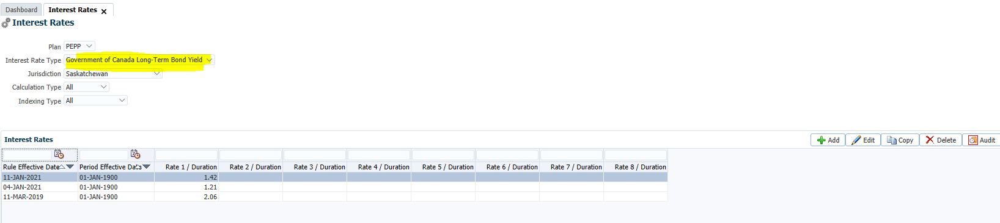 Dashboard Interest Rates
Interest Rates
Plan PEPP
Interest Rate Type Government of Canada Long-Term Bond Yield
Jurisdiction Saskatchewan
Calculation Type All
Indexing Type All
Interest Rates Add Edit Copy Delete Audit
Rule Effective Date Period Effective Date Rate 1 / Duration Rate 2 / Duration Rate 3 / Duration Rate 4 / Duration Rate 5 / Duration Rate 6 / Duration Rate 7 / Duration Rate 8 / Duration
11-JAN-2021 01-JAN-1900 1.42
04-JAN-2021 01-JAN-1900 1.21
11-MAR-2019 01-JAN-1900 2.06